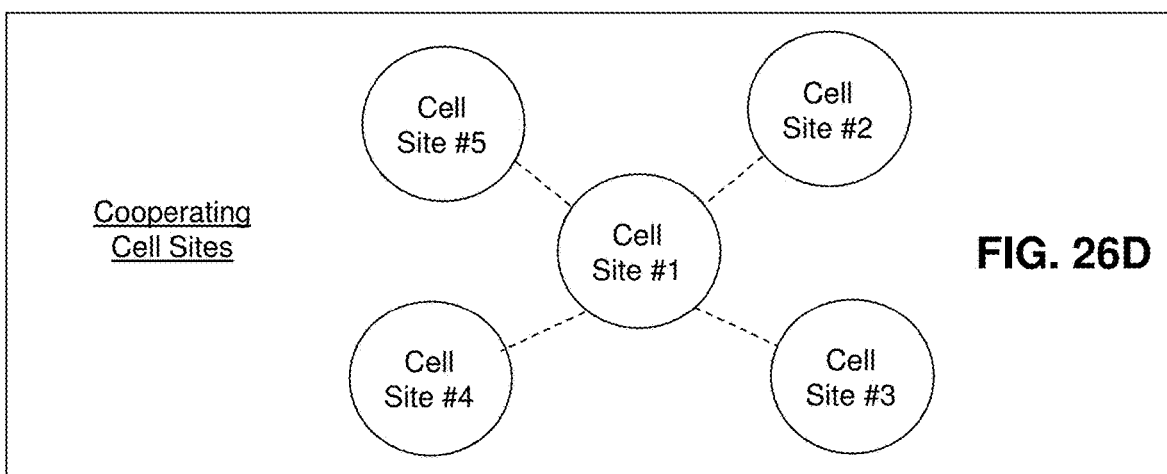 Cooperating
Cell Sites
Cell
Site #5
Cell
Site #2
Cell
Site #1
Cell
Site #4
Cell
Site #3
FIG. 26D